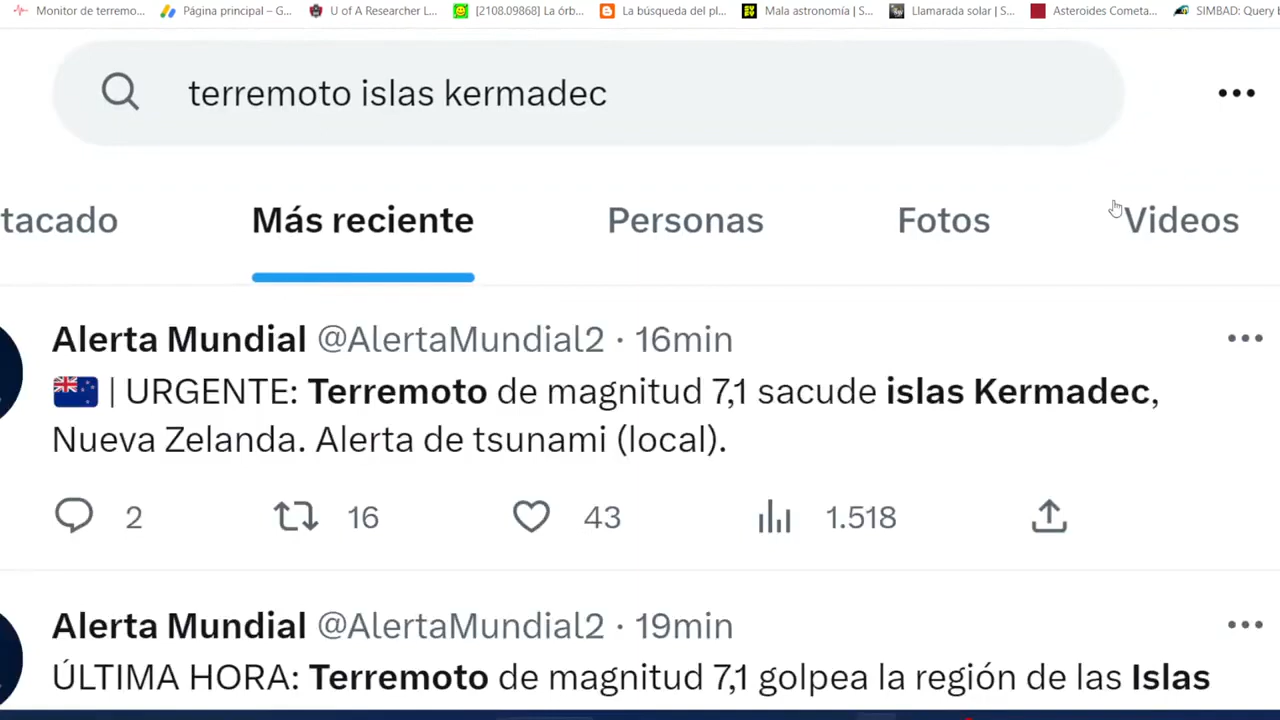 Monitor de terremo... Página principal – G... U of A Researcher L... [2108.09868] La órb... La búsqueda del pl... Mala astronomía | S... Llamarada solar | S... Asteroides Cometa... SIMBAD: Query b
terremoto islas kermadec
tacado Más reciente Personas Fotos Videos
Alerta Mundial @AlertaMundial2 · 16min
| URGENTE: Terremoto de magnitud 7,1 sacude islas Kermadec,
Nueva Zelanda. Alerta de tsunami (local).
2 16 43 1.518
Alerta Mundial @AlertaMundial2 · 19min
ÚLTIMA HORA: Terremoto de magnitud 7,1 golpea la región de las Islas